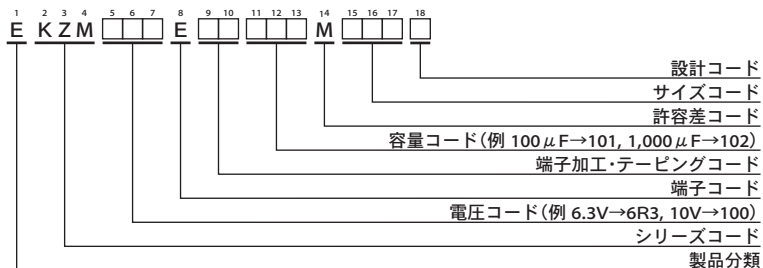 1 2 3 4 5 6 7 8 9 10 11 12 13 14 15 16 17 18
E KZM □□□ E □□ □□□ M □□□ □
設計コード
サイズコード
許容差コード
容量コード(例 100μF→101, 1,000μF→102)
端子加工・テーピングコード
端子コード
電圧コード(例 6.3V→6R3, 10V→100)
シリーズコード
製品分類